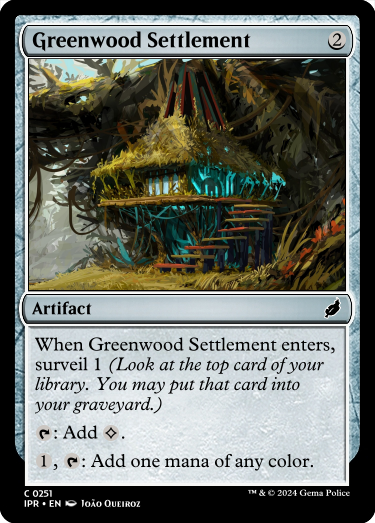 Greenwood Settlement 2
Artifact
When Greenwood Settlement enters,
surveil 1 (Look at the top card of your
library. You may put that card into
your graveyard.)
: Add .
1 , : Add one mana of any color.
C 0251
IPR • EN João Queiroz
™ & © 2024 Gema Police